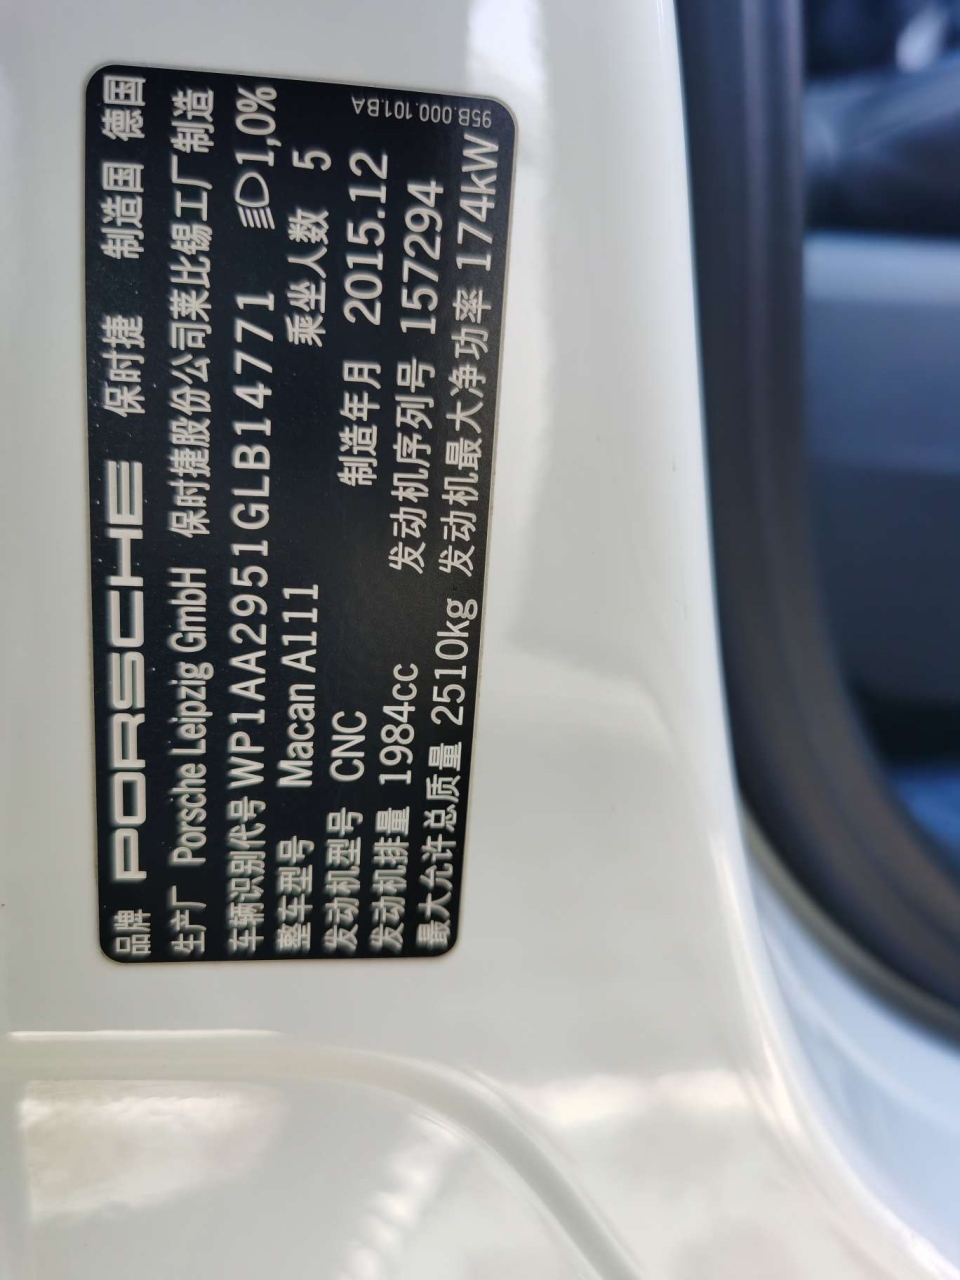 品牌 PORSCHE 保时捷 制造国 德国
生产厂 Porsche Leipzig GmbH 保时捷股份公司莱比锡工厂制造
车辆识别代号 WP1AA2951GLB14771 1,0%
整车型号 Macan A111 乘坐人数 5
发动机型号 CNC 制造年月 2015.12
发动机排量 1984cc 发动机序列号 157294
最大允许总质量 2510kg 发动机最大净功率 174kW
95B.000.101.BA